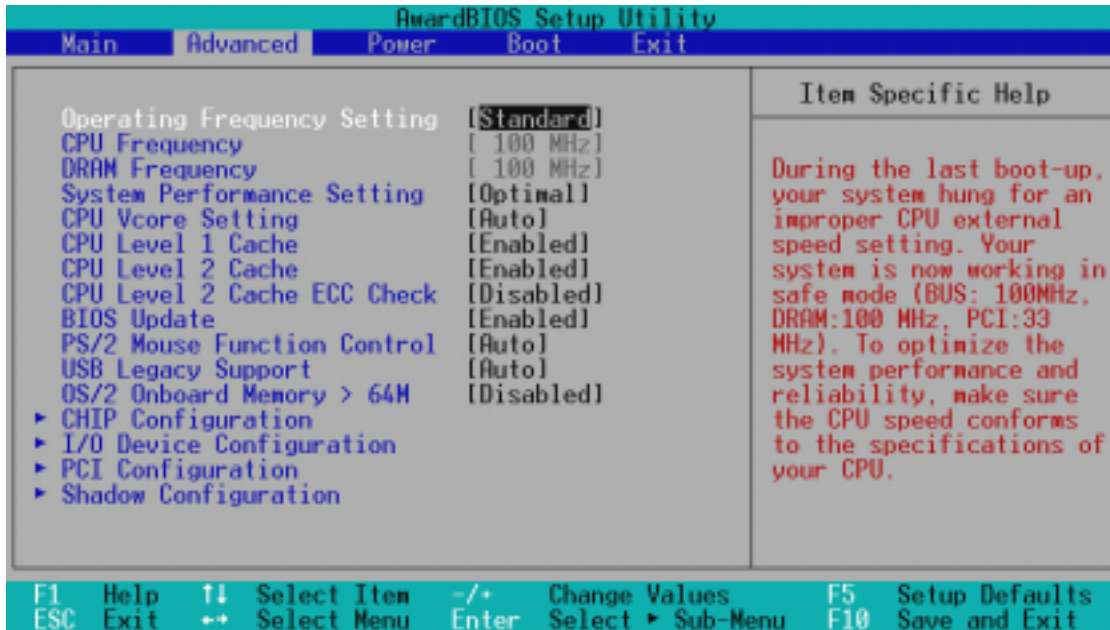 AwardBIOS Setup Utility
Main Advanced Power Boot Exit
Operating Frequency Setting [Standard]
CPU Frequency [ 100 MHz]
DRAM Frequency [ 100 MHz]
System Performance Setting [Optimal]
CPU Vcore Setting [Auto]
CPU Level 1 Cache [Enabled]
CPU Level 2 Cache [Enabled]
CPU Level 2 Cache ECC Check [Disabled]
BIOS Update [Enabled]
PS/2 Mouse Function Control [Auto]
USB Legacy Support [Auto]
OS/2 Onboard Memory > 64M [Disabled]
► CHIP Configuration
► I/O Device Configuration
► PCI Configuration
► Shadow Configuration
Item Specific Help
During the last boot-up,
your system hung for an
improper CPU external
speed setting. Your
system is now working in
safe mode (BUS: 100MHz,
DRAM:100 MHz, PCI:33
MHz). To optimize the
system performance and
reliability, make sure
the CPU speed conforms
to the specifications of
your CPU.
F1 Help ↑↓ Select Item -/+ Change Values F5 Setup Defaults
ESC Exit ←→ Select Menu Enter Select ► Sub-Menu F10 Save and Exit